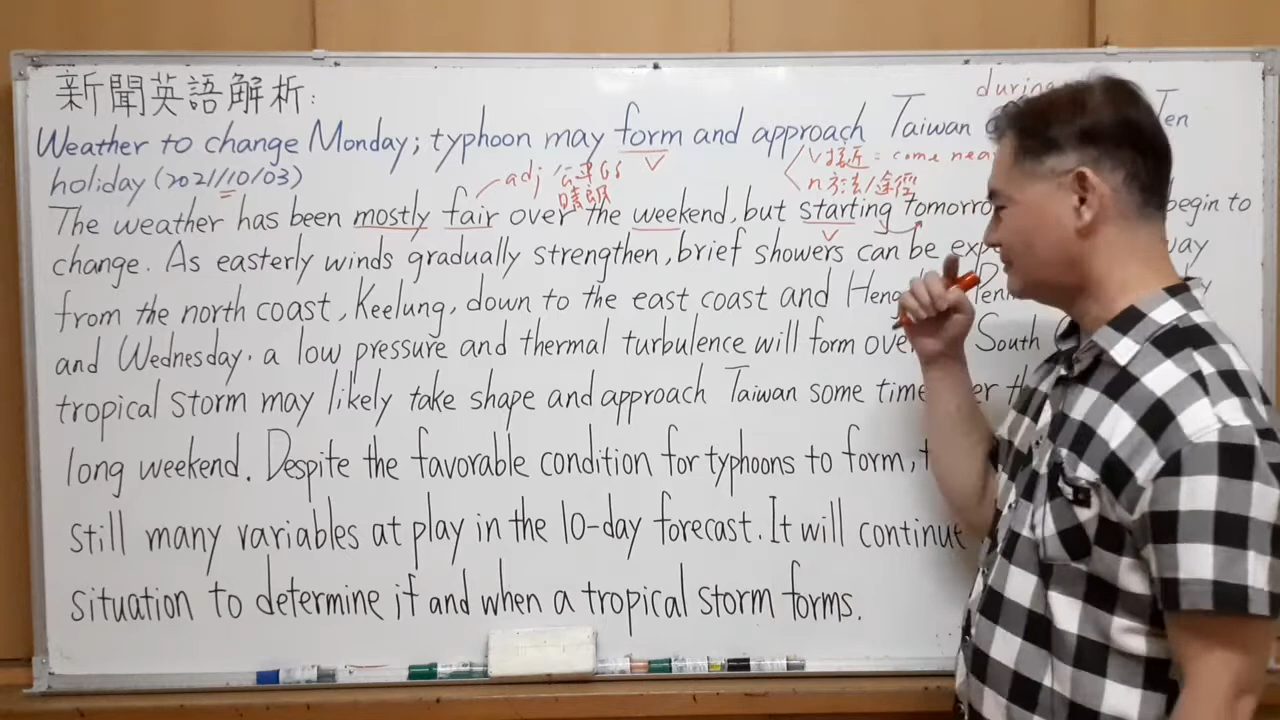 新聞英語解析:
during
Weather to change Monday; typhoon may form and approach Taiwan Ten
V V接近: come near
holiday (2021/10/03) adj 公平的 n方法/途徑
晴朗
The weather has been mostly fair over the weekend, but starting begin to
V
change. As easterly winds gradually strengthen, brief showers can be
from the north coast, Keelung, down to the east coast and
and Wednesday. a low pressure and thermal turbulence will form South
tropical storm may likely take shape and approach Taiwan some time
long weekend. Despite the favorable condition for typhoons to form,
still many variables at play in the 10-day forecast. It will continue
situation to determine if and when a tropical storm forms.